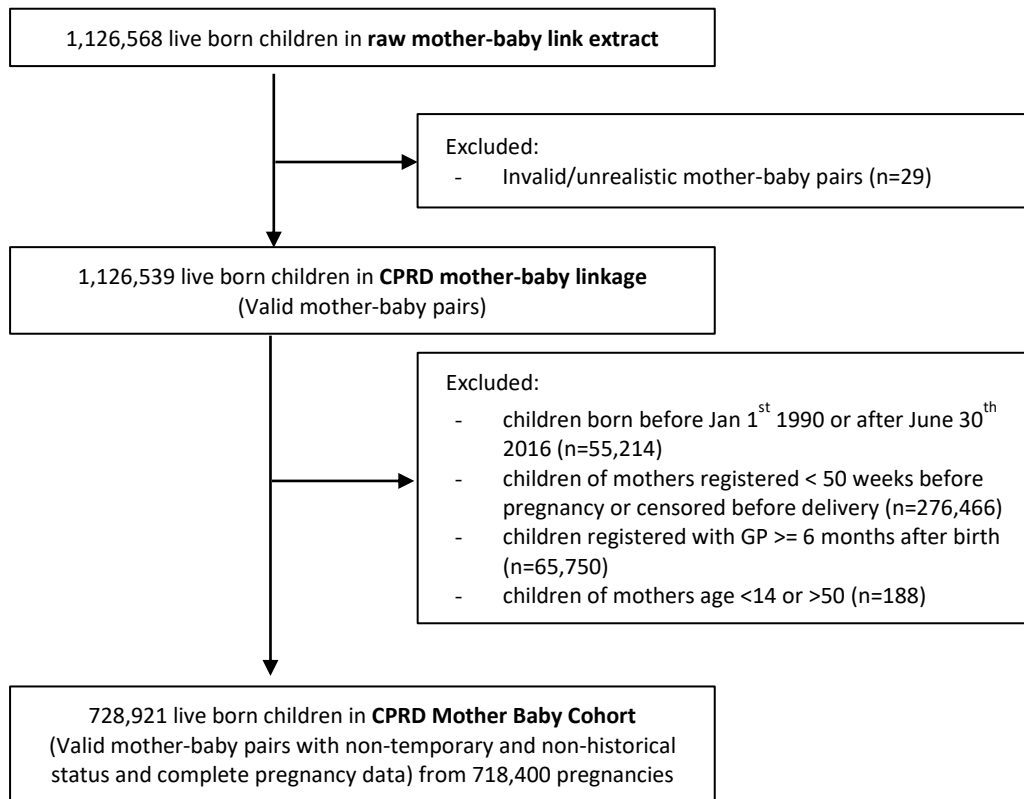 1,126,568 live born children in raw mother-baby link extract
Excluded:
- Invalid/unrealistic mother-baby pairs (n=29)
1,126,539 live born children in CPRD mother-baby linkage
(Valid mother-baby pairs)
Excluded:
- children born before Jan 1st 1990 or after June 30th
2016 (n=55,214)
- children of mothers registered < 50 weeks before
pregnancy or censored before delivery (n=276,466)
- children registered with GP >= 6 months after birth
(n=65,750)
- children of mothers age <14 or >50 (n=188)
728,921 live born children in CPRD Mother Baby Cohort
(Valid mother-baby pairs with non-temporary and non-historical
status and complete pregnancy data) from 718,400 pregnancies